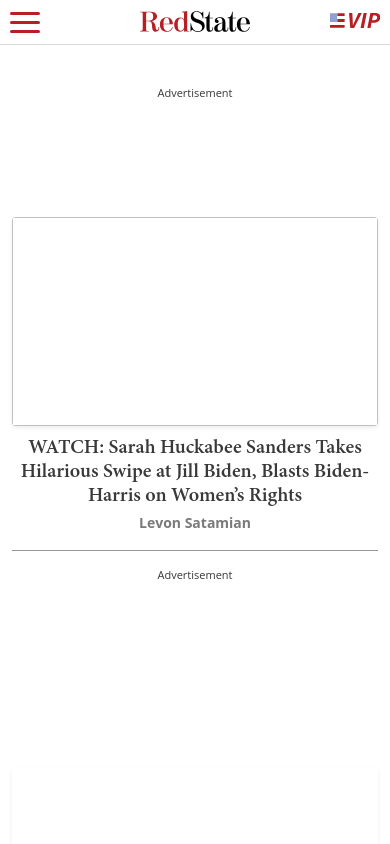 RedState
VIP
Advertisement
WATCH: Sarah Huckabee Sanders Takes
Hilarious Swipe at Jill Biden, Blasts Biden-
Harris on Women’s Rights
Levon Satamian
Advertisement